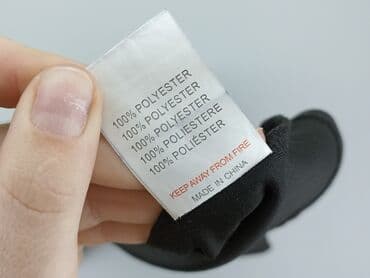 100% POLYESTER
100% POLYESTER
100% POLYESTER
100% POLIESTERE
100% POLIÉSTER
KEEP AWAY FROM FIRE
MADE IN CHINA